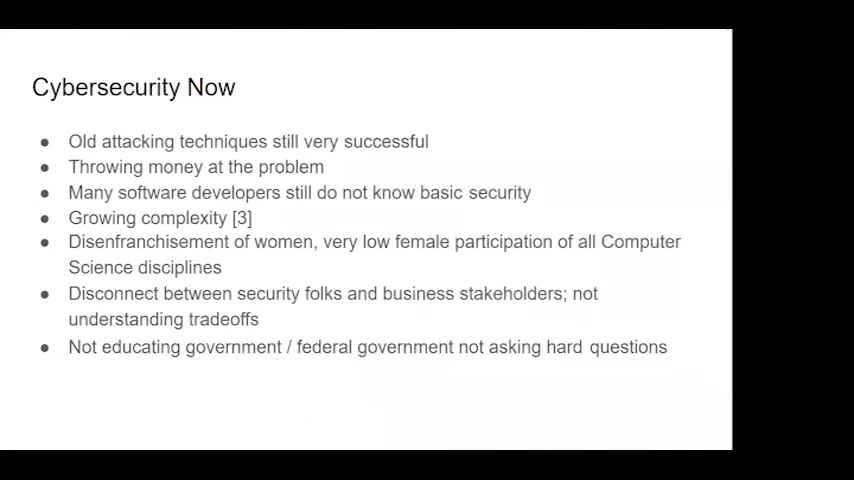 Cybersecurity Now
● Old attacking techniques still very successful
● Throwing money at the problem
● Many software developers still do not know basic security
● Growing complexity [3]
● Disenfranchisement of women, very low female participation of all Computer
Science disciplines
● Disconnect between security folks and business stakeholders; not
understanding tradeoffs
● Not educating government / federal government not asking hard questions